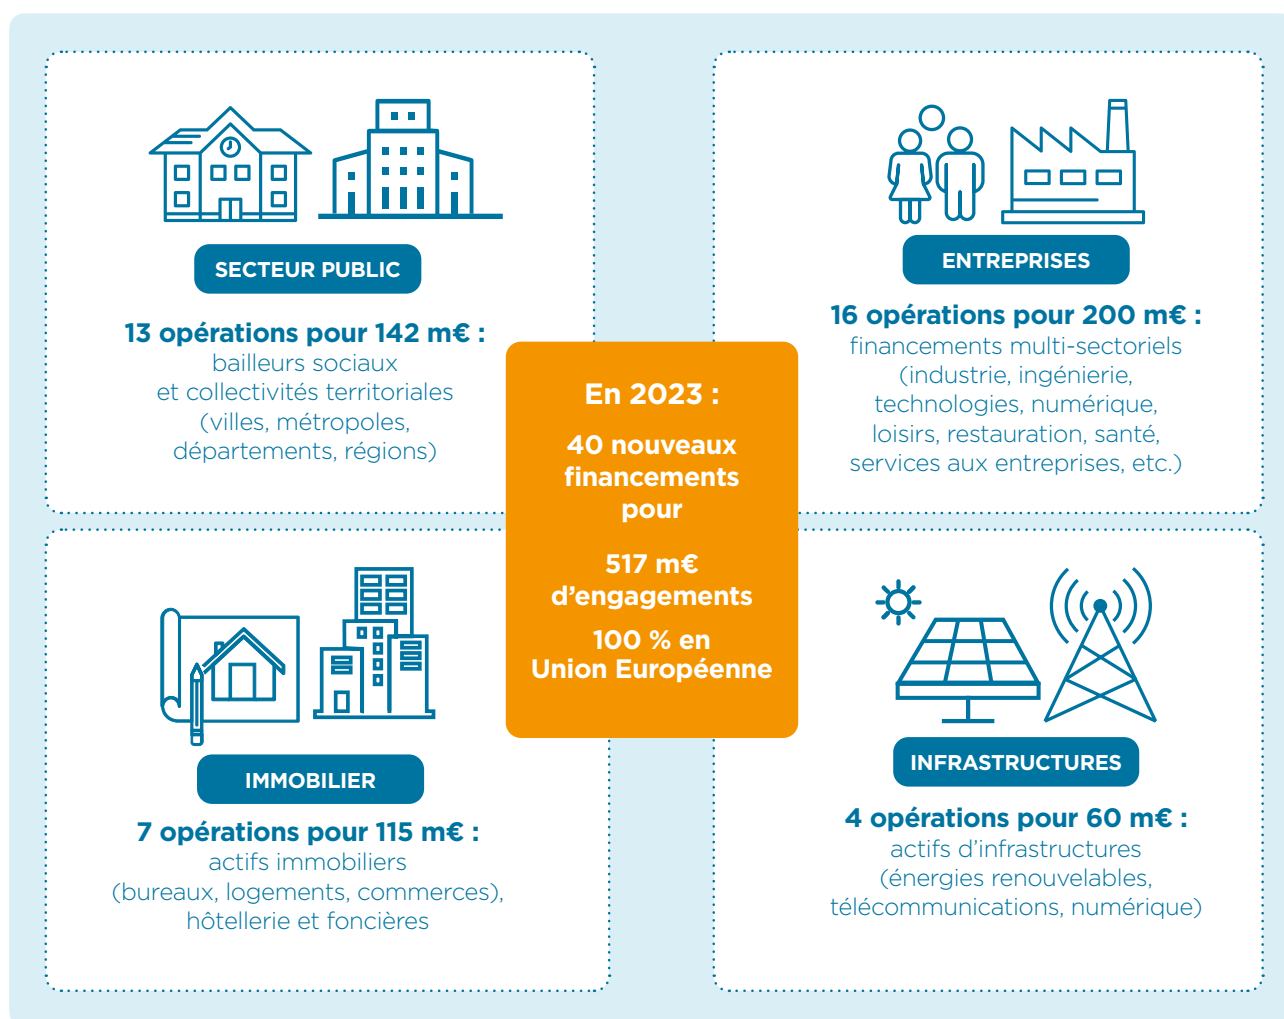 SECTEUR PUBLIC
13 opérations pour 142 m€ :
bailleurs sociaux
et collectivités territoriales
(villes, métropoles,
départements, régions)
ENTREPRISES
16 opérations pour 200 m€ :
financements multi-sectoriels
(industrie, ingénierie,
technologies, numérique,
loisirs, restauration, santé,
services aux entreprises, etc.)
En 2023 :
40 nouveaux
financements
pour
517 m€
d’engagements
100 % en
Union Européenne
IMMOBILIER
7 opérations pour 115 m€ :
actifs immobiliers
(bureaux, logements, commerces),
hôtellerie et foncières
INFRASTRUCTURES
4 opérations pour 60 m€ :
actifs d’infrastructures
(énergies renouvelables,
télécommunications, numérique)